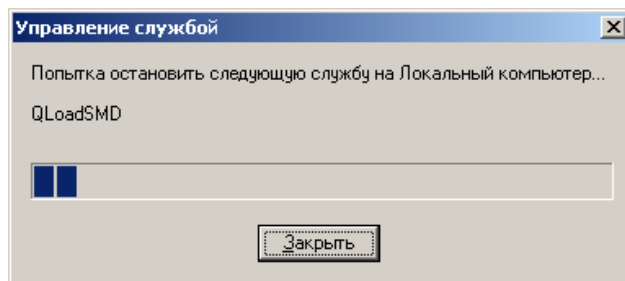 Управление службой
Попытка остановить следующую службу на Локальный компьютер...
QLoadSMD
Закрыть